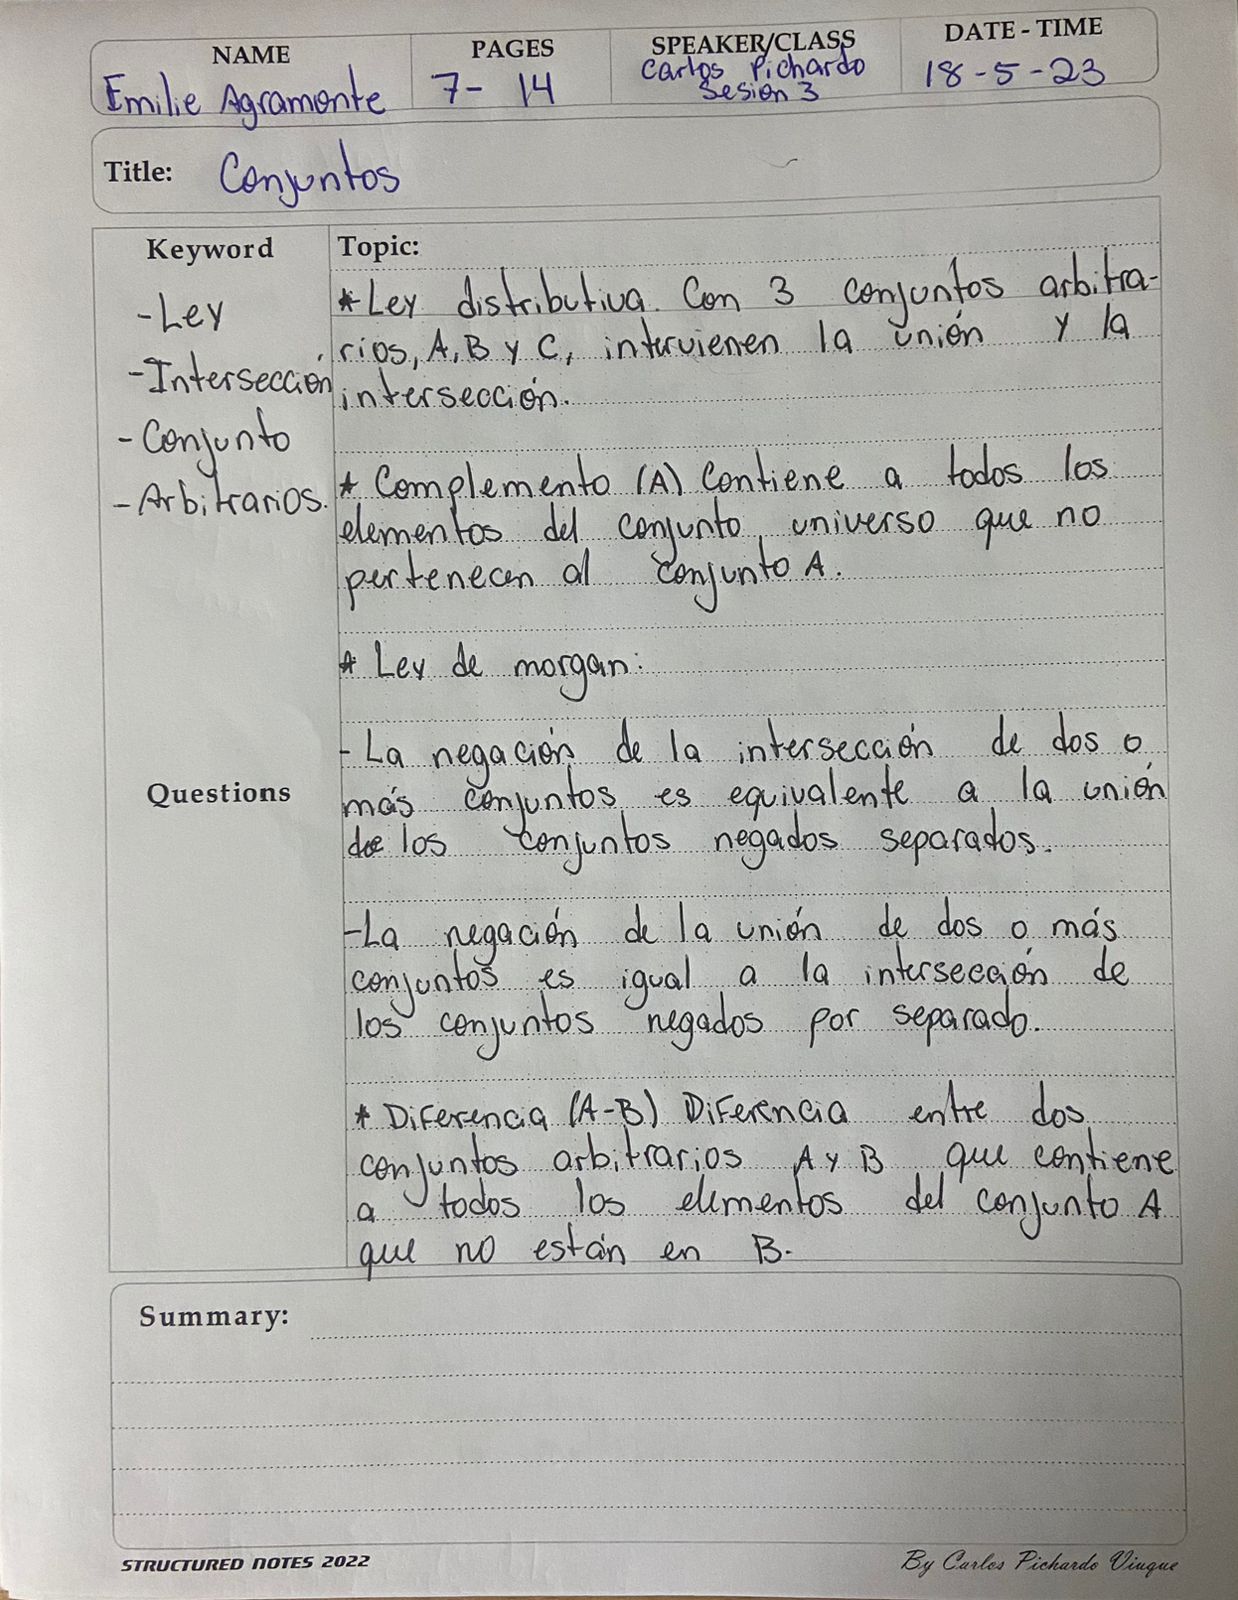 NAME
Emilie Agramonte
PAGES
7- 14
SPEAKER/CLASS
Carlos Pichardo
Sesion 3
DATE - TIME
18-5-23
Title: Conjuntos
Keyword
-Ley
-Intersección
- Conjunto
- Arbitrarios.
Questions
Topic:
*Ley distributiva. Con 3 conjuntos arbitra-
rios, A, B y C, intervienen la unión y la
intersección.
* Complemento (A) Contiene a todos los
elementos del conjunto universo que no
pertenecen al conjunto A.
* Ley de morgan:
- La negación de la intersección de dos o
más conjuntos es equivalente a la unión
de los conjuntos negados separados.
-La negación de la unión de dos o más
conjuntos es igual a la intersección de
los conjuntos negados por separado.
* Diferencia (A-B) Diferencia entre dos
conjuntos arbitrarios A y B que contiene
a todos los elementos del conjunto A
que no están en B.
Summary:
STRUCTURED NOTES 2022
By Carlos Pichardo Viuque